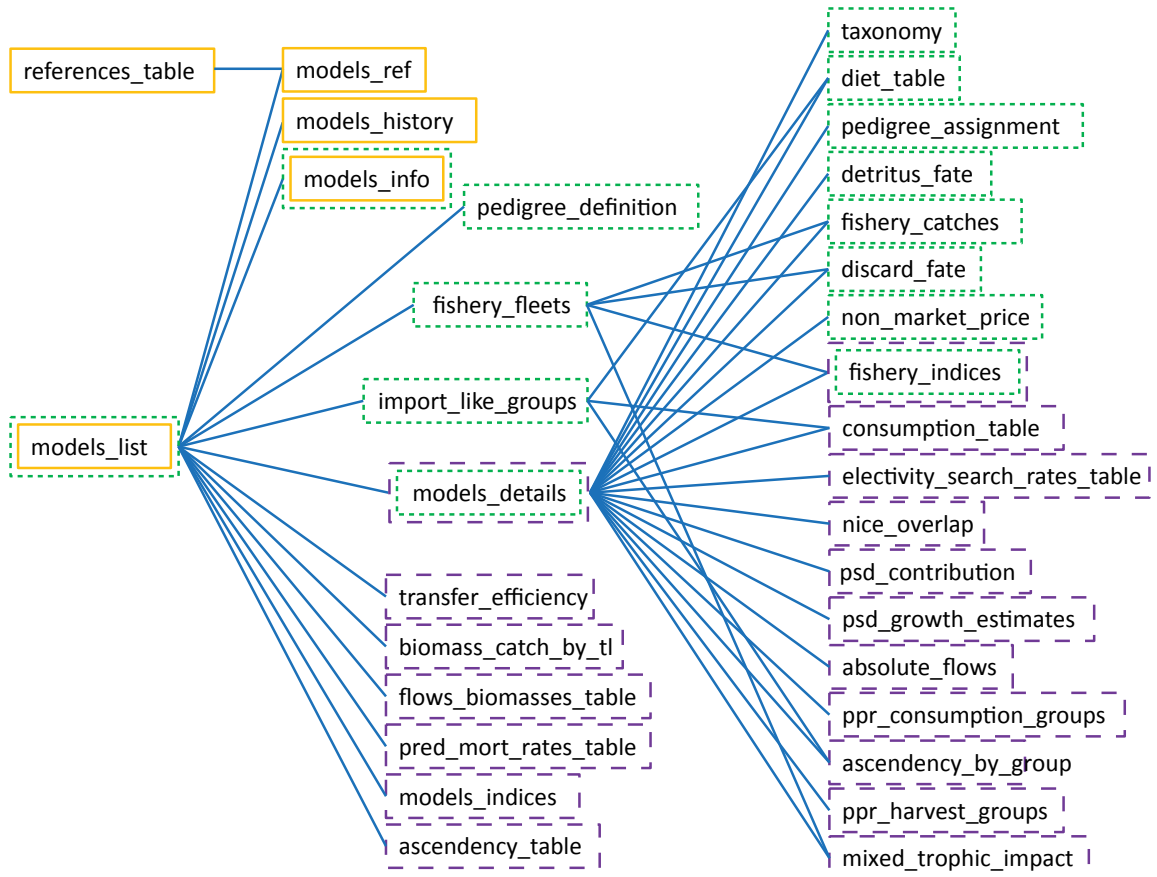 references_table
models_ref
models_history
models_info
models_list
pedigree_definition
fishery_fleets
import_like_groups
models_details
transfer_efficiency
biomass_catch_by_tl
flows_biomasses_table
pred_mort_rates_table
models_indices
ascendency_table
taxonomy
diet_table
pedigree_assignment
detritus_fate
fishery_catches
discard_fate
non_market_price
fishery_indices
consumption_table
electivity_search_rates_table
nice_overlap
psd_contribution
psd_growth_estimates
absolute_flows
ppr_consumption_groups
ascendency_by_group
ppr_harvest_groups
mixed_trophic_impact